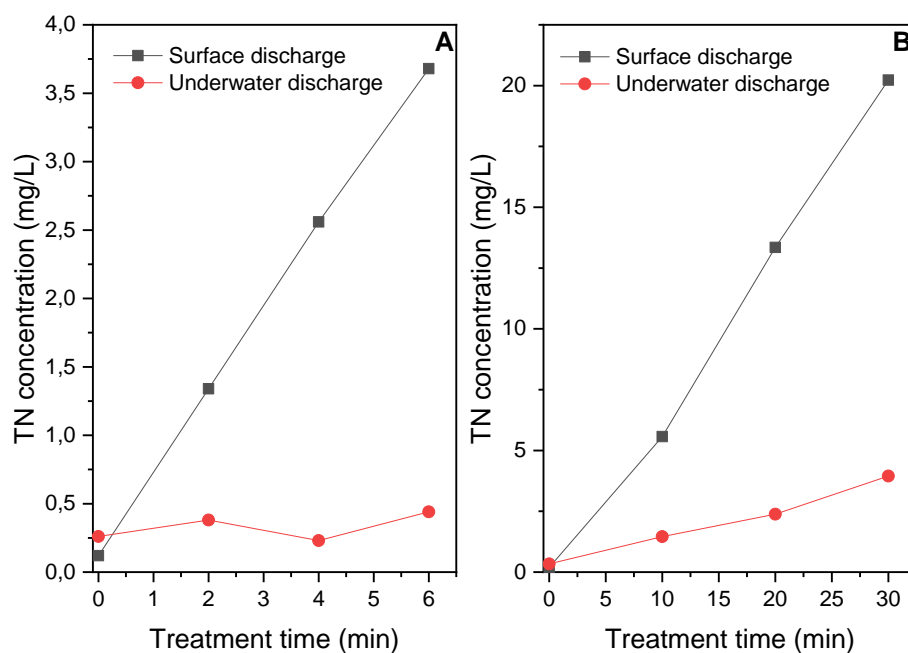 A
Surface discharge
Underwater discharge
TN concentration (mg/L)
4,0
3,5
3,0
2,5
2,0
1,5
1,0
0,5
0,0
0 1 2 3 4 5 6
Treatment time (min)
B
Surface discharge
Underwater discharge
TN concentration (mg/L)
20
15
10
5
0
0 5 10 15 20 25 30
Treatment time (min)